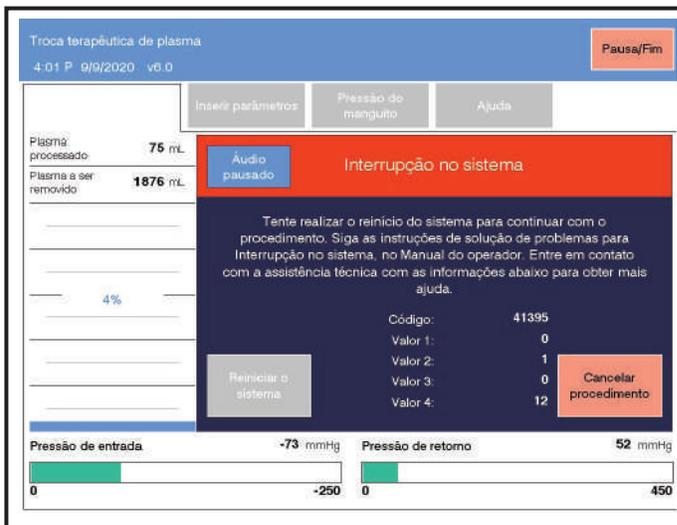 Troca terapêutica de plasma
4:01 P 9/9/2020 v6.0
Pausa/Fim
Inserir parâmetros
Pressão do
manguito
Ajuda
Plasma
processado
75 mL
Plasma a ser
removido
1876 mL
4%
Áudio
pausado
Interrupção no sistema
Tente realizar o reinício do sistema para continuar com o
procedimento. Siga as instruções de solução de problemas para
Interrupção no sistema, no Manual do operador. Entre em contato
com a assistência técnica com as informações abaixo para obter mais
ajuda.
Código: 41395
Valor 1: 0
Valor 2: 1
Valor 3: 0
Valor 4: 12
Reiniciar o
sistema
Cancelar
procedimento
Pressão de entrada -73 mmHg
0 -250
Pressão de retorno 52 mmHg
0 450